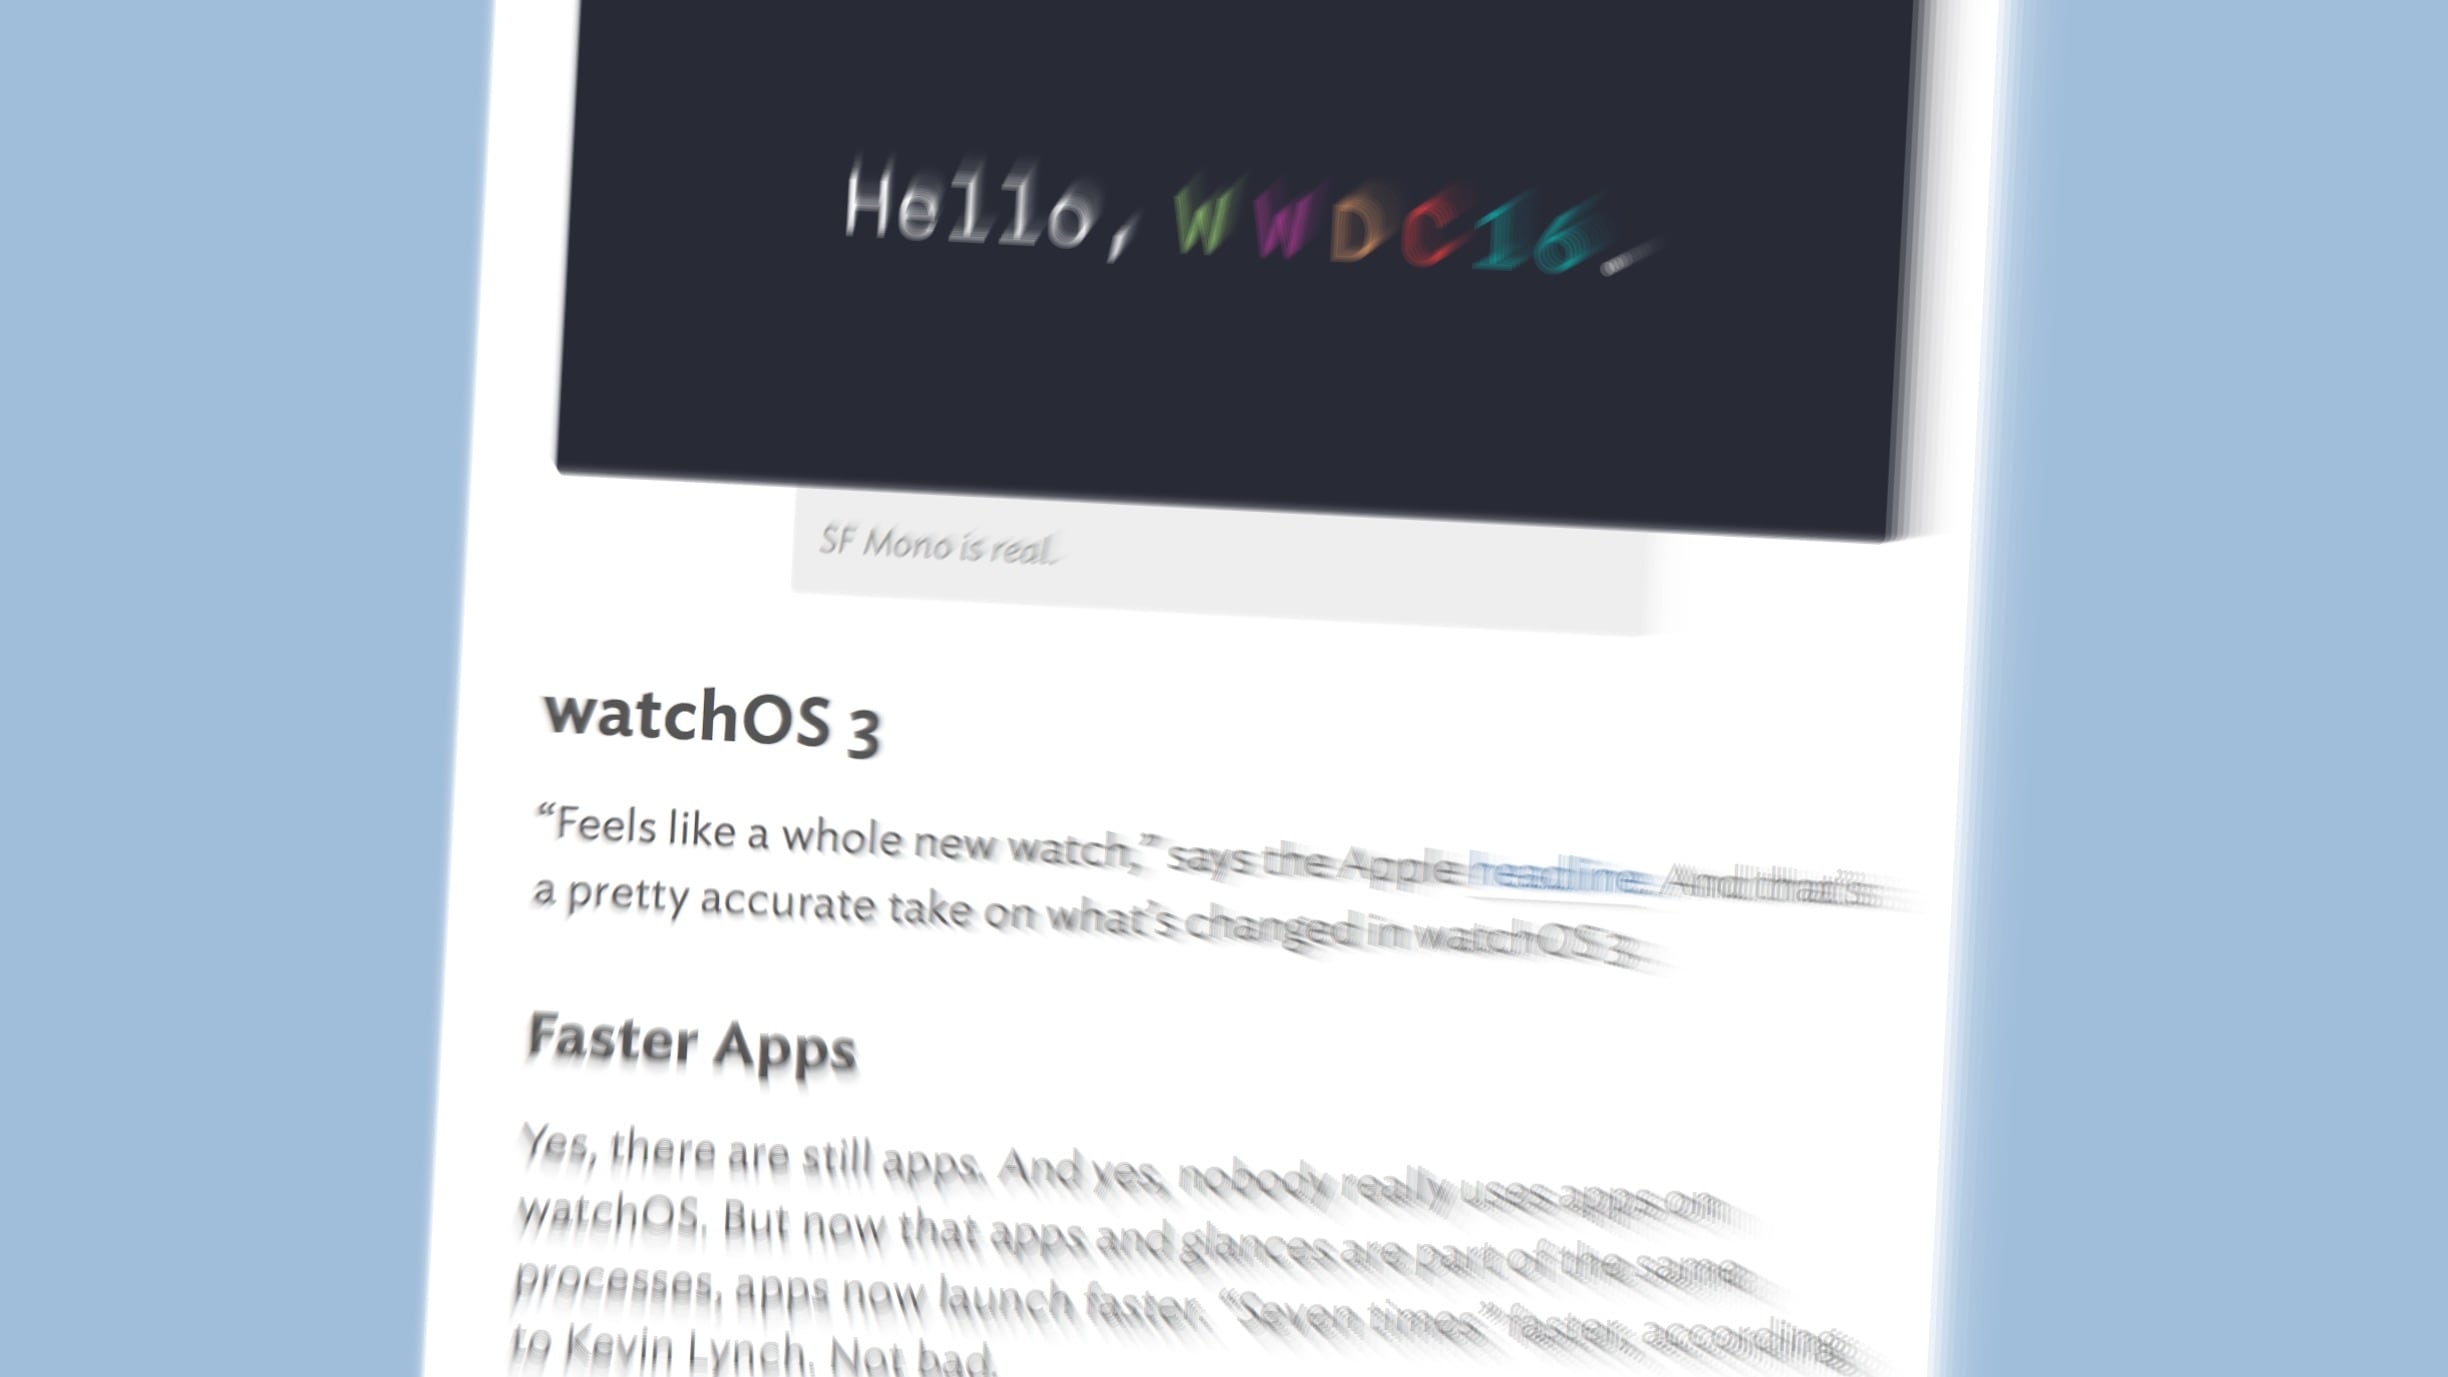 Hello, WWDC16.
SF Mono is real.
watchOS 3
“Feels like a whole new watch,” says the Apple headline. And that’s
a pretty accurate take on what’s changed in watchOS 3.
Faster Apps
Yes, there are still apps. And yes, nobody really uses apps on
watchOS. But now that apps and glances are part of the same
processes, apps now launch faster. “Seven times” faster, according
to Kevin Lynch. Not bad.